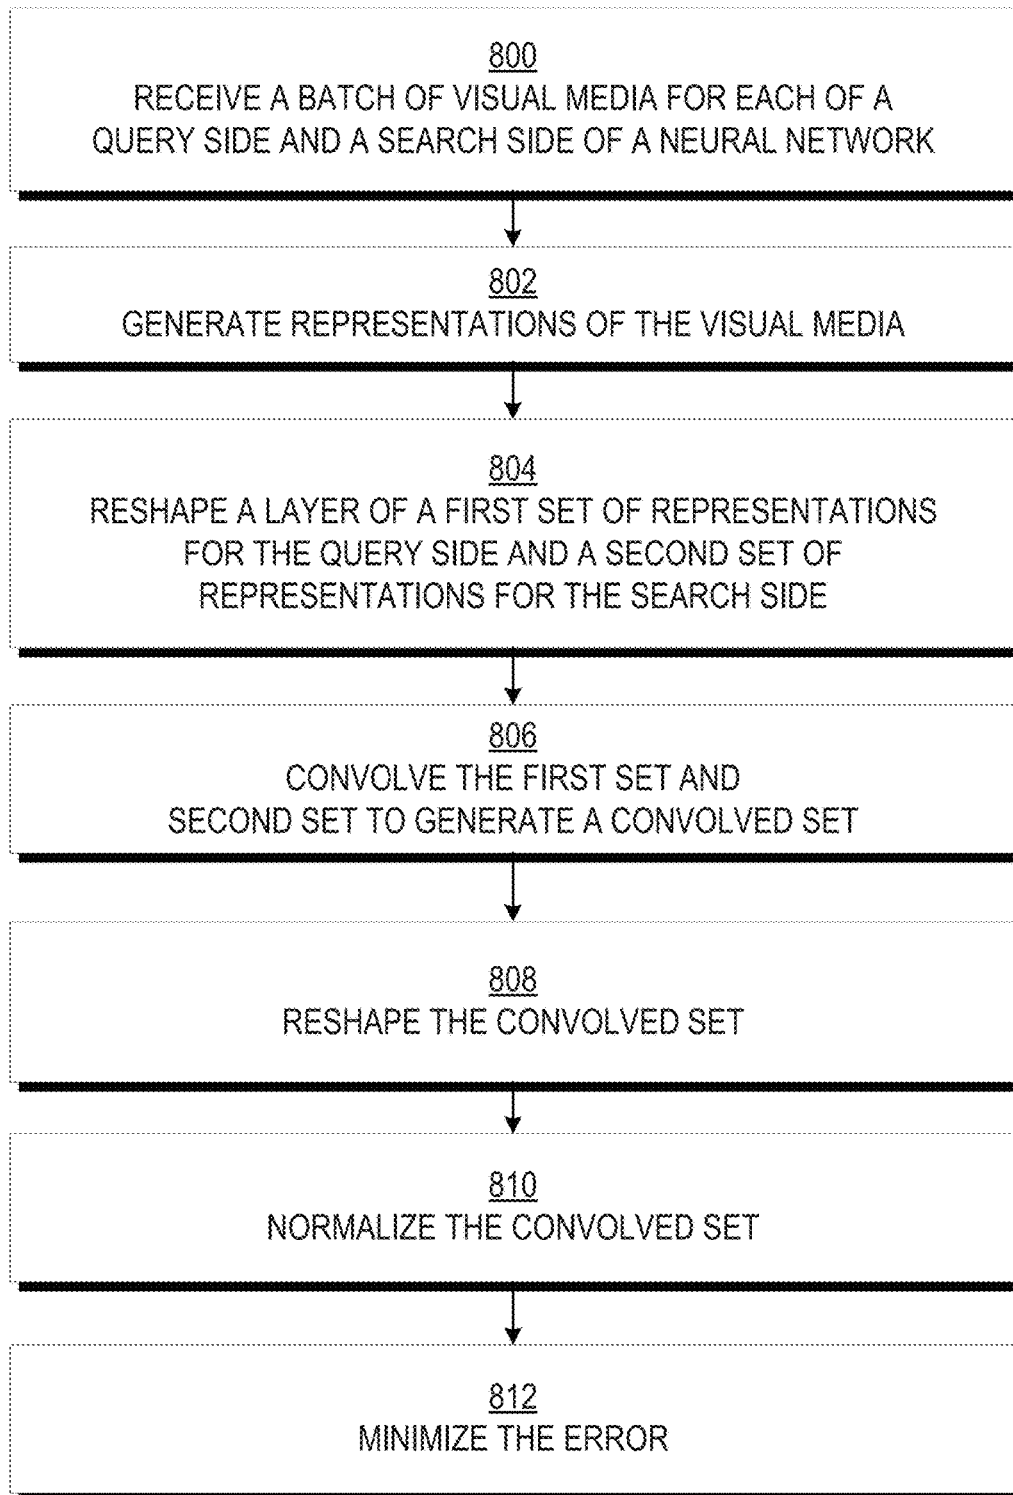 800
RECEIVE A BATCH OF VISUAL MEDIA FOR EACH OF A
QUERY SIDE AND A SEARCH SIDE OF A NEURAL NETWORK
802
GENERATE REPRESENTATIONS OF THE VISUAL MEDIA
804
RESHAPE A LAYER OF A FIRST SET OF REPRESENTATIONS
FOR THE QUERY SIDE AND A SECOND SET OF
REPRESENTATIONS FOR THE SEARCH SIDE
806
CONVOLVE THE FIRST SET AND
SECOND SET TO GENERATE A CONVOLVED SET
808
RESHAPE THE CONVOLVED SET
810
NORMALIZE THE CONVOLVED SET
812
MINIMIZE THE ERROR